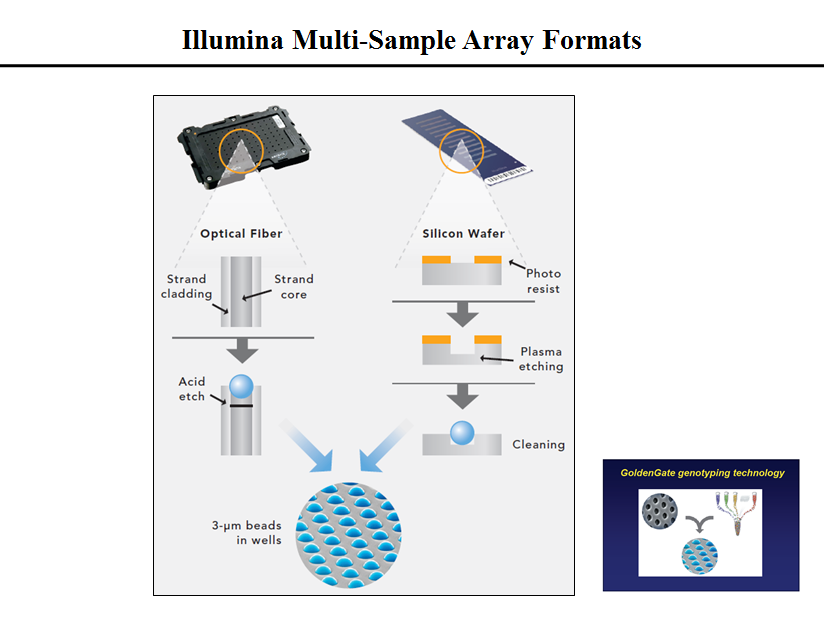 Illumina Multi-Sample Array Formats
Optical Fiber
Silicon Wafer
Strand
cladding
Strand
core
Photo
resist
Plasma
etching
Acid
etch
Cleaning
3-µm beads
in wells
GoldenGate genotyping technology